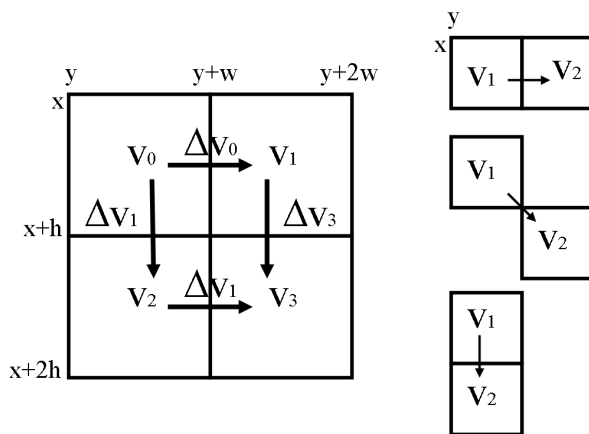 y y+w y+2w
x
V0 ΔV0 V1
ΔV1 ΔV3
x+h
V2 ΔV1 V3
x+2h
y
x
V1 V2
V1
V2
V1
V2